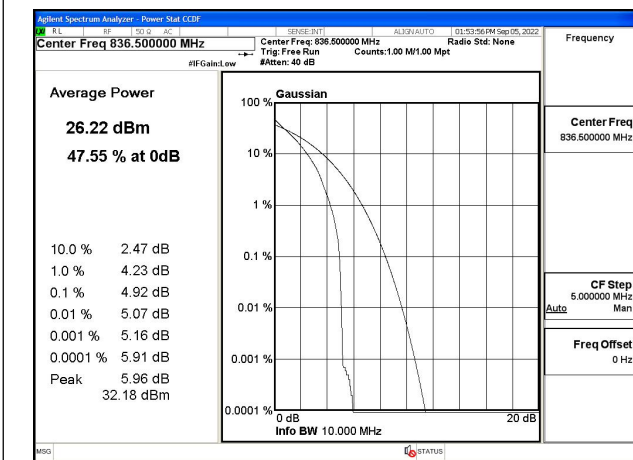 Agilent Spectrum Analyzer - Power Stat CCDF
RL RF 50 Ω AC SENSE:INT ALIGN AUTO 01:53:56 PM Sep 05, 2022
Center Freq 836.500000 MHz
Center Freq: 836.500000 MHz Radio Std: None
Trig: Free Run Counts:1.00 M/1.00 Mpt
#IFGain:Low #Atten: 40 dB
Frequency
Average Power
26.22 dBm
47.55 % at 0dB
10.0 % 2.47 dB
1.0 % 4.23 dB
0.1 % 4.92 dB
0.01 % 5.07 dB
0.001 % 5.16 dB
0.0001 % 5.91 dB
Peak 5.96 dB
32.18 dBm
Gaussian
100 %
10 %
1 %
0.1 %
0.01 %
0.001 %
0.0001 %
0 dB 20 dB
Info BW 10.000 MHz
Center Freq
836.500000 MHz
CF Step
5.000000 MHz
Auto Man
Freq Offset
0 Hz
MSG STATUS